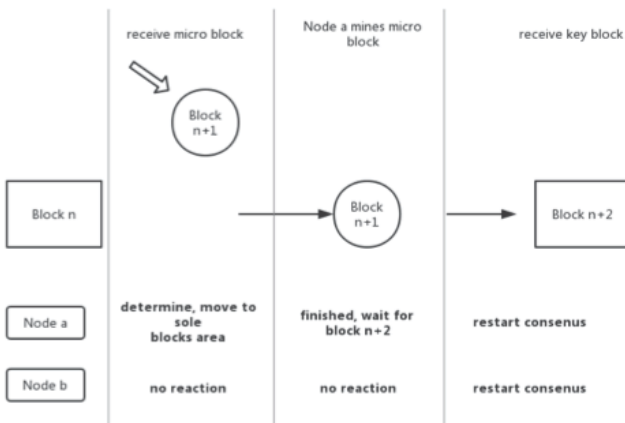 receive micro block
Node a mines micro
block
receive key block
Block
n+1
Block n
Block
n+1
Block n+2
Node a
determine, move to
sole
blocks area
finished, wait for
block n+2
restart consenus
Node b
no reaction
no reaction
restart consenus